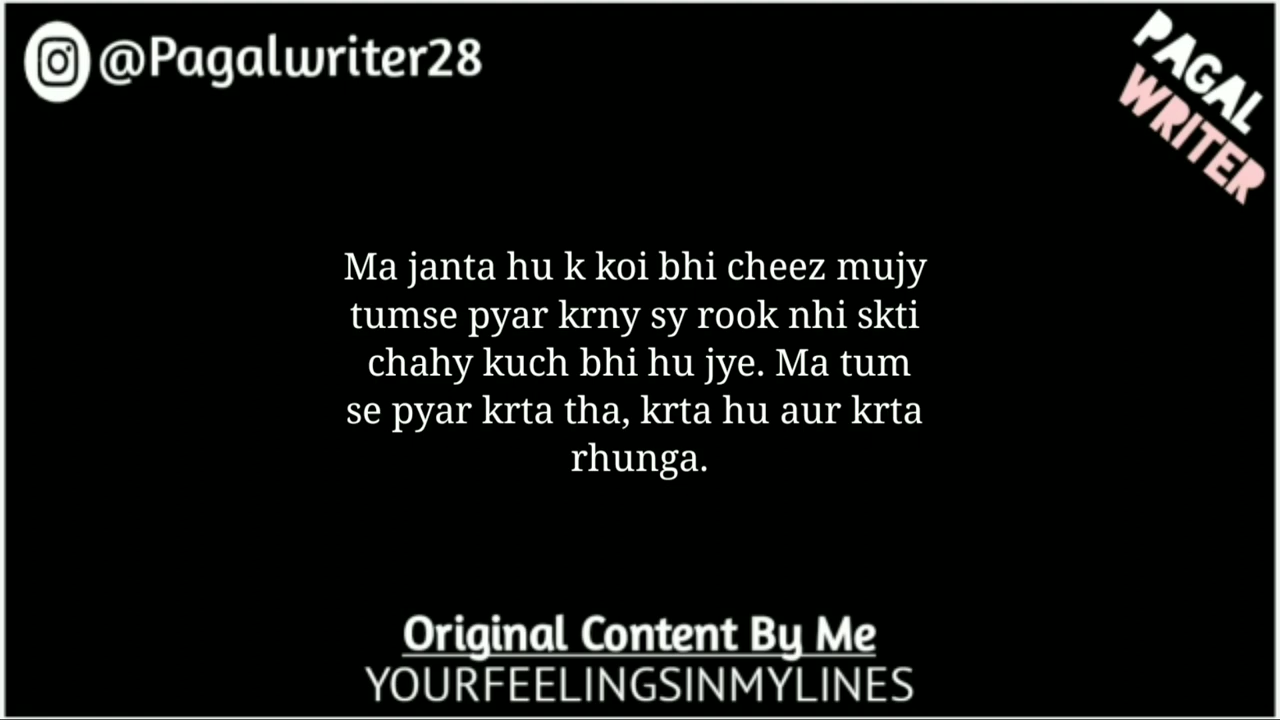 @Pagalwriter28
PAGAL
WRITER
Ma janta hu k koi bhi cheez mujy
tumse pyar krny sy rook nhi skti
chahy kuch bhi hu jye. Ma tum
se pyar krta tha, krta hu aur krta
rhunga.
Original Content By Me
YOURFEELINGSINMYLINES